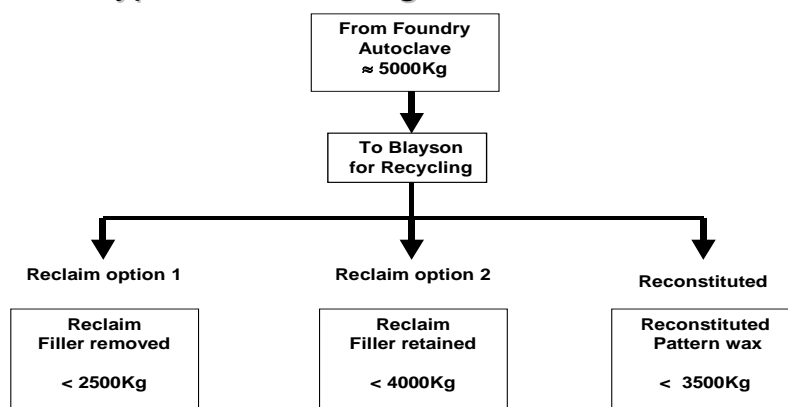 From Foundry
Autoclave
≈ 5000Kg
To Blayson
for Recycling
Reclaim option 1
Reclaim option 2
Reconstituted
Reclaim
Filler removed
< 2500Kg
Reclaim
Filler retained
< 4000Kg
Reconstituted
Pattern wax
< 3500Kg